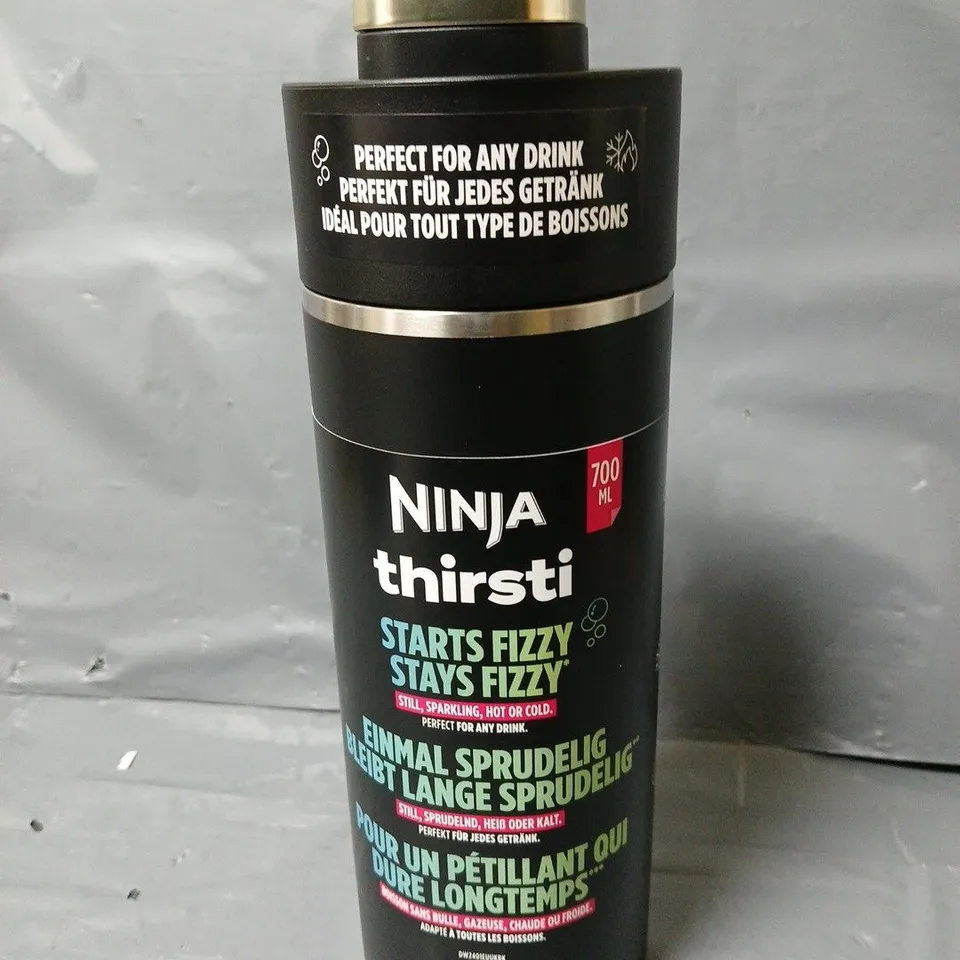 PERFECT FOR ANY DRINK
PERFEKT FÜR JEDES GETRÄNK
IDÉAL POUR TOUT TYPE DE BOISSONS
700
ML
NINJA
thirsti
STARTS FIZZY
STAYS FIZZY*
STILL, SPARKLING, HOT OR COLD.
PERFECT FOR ANY DRINK.
EINMAL SPRUDELIG
BLEIBT LANGE SPRUDELIG**
STILL, SPRUDELND, HEIß ODER KALT.
PERFEKT FÜR JEDES GETRÄNK.
POUR UN PÉTILLANT QUI
DURE LONGTEMPS***
BOISSON SANS BULLE, GAZEUSE, CHAUDE OU FROIDE.
ADAPTÉ À TOUTES LES BOISSONS.
DW2401EUUKBK